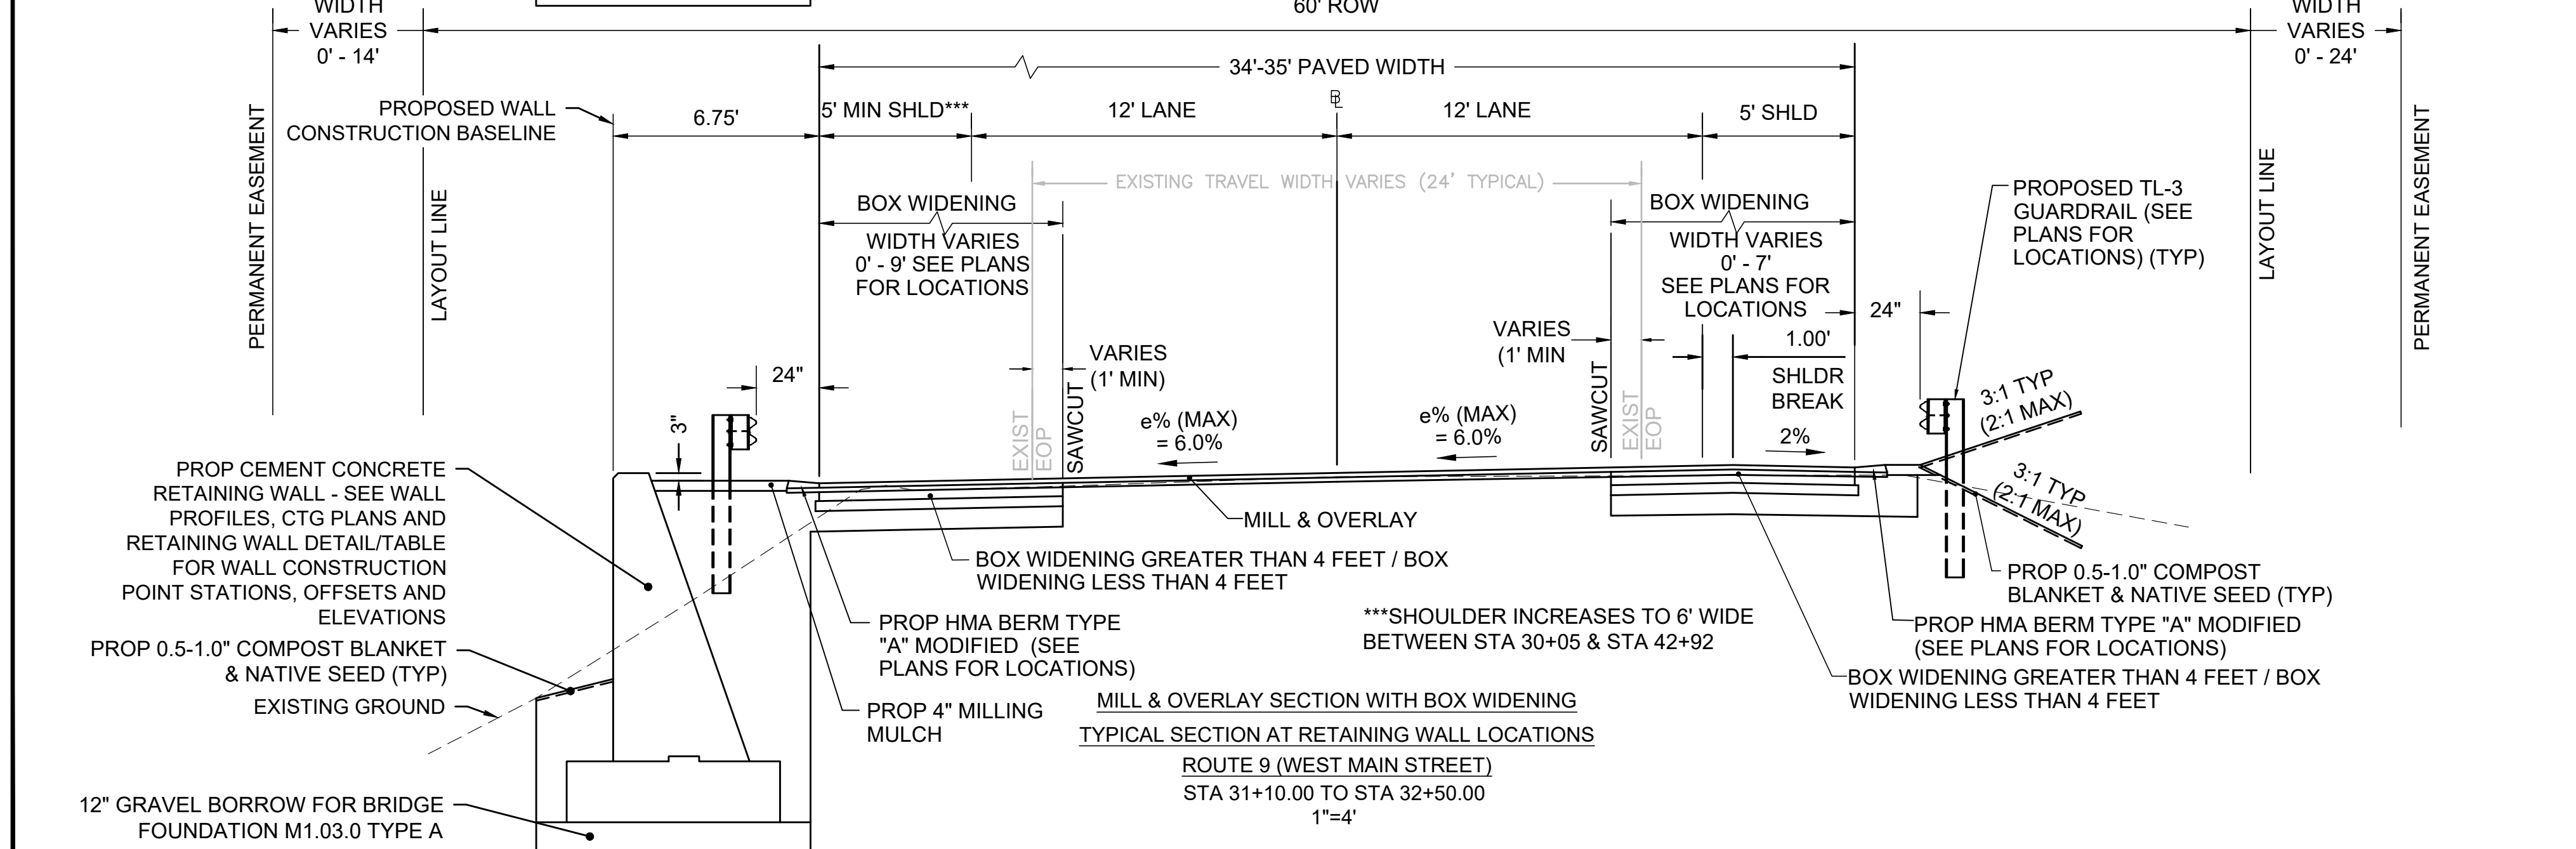 WIDTH
VARIES
0' - 14'
60' ROW
WIDTH
VARIES
0' - 24'
34'-35' PAVED WIDTH
PROPOSED WALL
CONSTRUCTION BASELINE
6.75'
5' MIN SHLD***
12' LANE
BL
12' LANE
5' SHLD
PERMANENT EASEMENT
LAYOUT LINE
EXISTING TRAVEL WIDTH VARIES (24' TYPICAL)
BOX WIDENING
WIDTH VARIES
0' - 9' SEE PLANS
FOR LOCATIONS
BOX WIDENING
WIDTH VARIES
0' - 7'
SEE PLANS FOR
LOCATIONS
PROPOSED TL-3
GUARDRAIL (SEE
PLANS FOR
LOCATIONS) (TYP)
LAYOUT LINE
PERMANENT EASEMENT
24"
VARIES
(1' MIN)
VARIES
(1' MIN
1.00'
SHLDR
BREAK
24"
3"
EXIST
EOP
SAWCUT
e% (MAX)
= 6.0%
e% (MAX)
= 6.0%
SAWCUT
EXIST
EOP
2%
3:1 TYP
(2:1 MAX)
3:1 TYP
(2:1 MAX)
PROP CEMENT CONCRETE
RETAINING WALL - SEE WALL
PROFILES, CTG PLANS AND
RETAINING WALL DETAIL/TABLE
FOR WALL CONSTRUCTION
POINT STATIONS, OFFSETS AND
ELEVATIONS
PROP 0.5-1.0" COMPOST BLANKET
& NATIVE SEED (TYP)
EXISTING GROUND
12" GRAVEL BORROW FOR BRIDGE
FOUNDATION M1.03.0 TYPE A
MILL & OVERLAY
BOX WIDENING GREATER THAN 4 FEET / BOX
WIDENING LESS THAN 4 FEET
PROP HMA BERM TYPE
"A" MODIFIED (SEE
PLANS FOR LOCATIONS)
PROP 4" MILLING
MULCH
***SHOULDER INCREASES TO 6' WIDE
BETWEEN STA 30+05 & STA 42+92
PROP 0.5-1.0" COMPOST
BLANKET & NATIVE SEED (TYP)
PROP HMA BERM TYPE "A" MODIFIED
(SEE PLANS FOR LOCATIONS)
BOX WIDENING GREATER THAN 4 FEET / BOX
WIDENING LESS THAN 4 FEET
MILL & OVERLAY SECTION WITH BOX WIDENING
TYPICAL SECTION AT RETAINING WALL LOCATIONS
ROUTE 9 (WEST MAIN STREET)
STA 31+10.00 TO STA 32+50.00
1"=4'